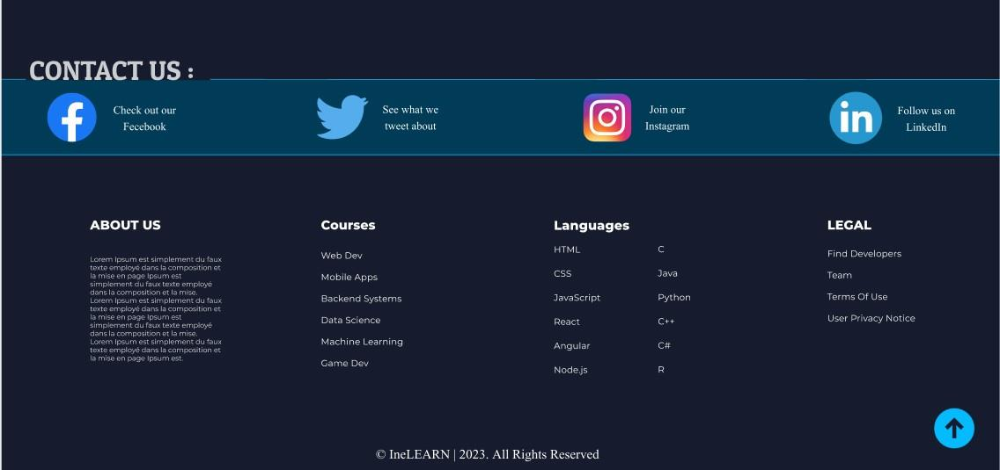 CONTACT US :
Check out our
Fecebook
See what we
tweet about
Join our
Instagram
in
Follow us on
LinkedIn
ABOUT US
Lorem Ipsum est simplement du faux
texte employé dans la composition et
la mise en page Ipsum est
simplement du faux texte employé
dans la composition et la mise.
Lorem Ipsum est simplement du faux
texte employé dans la composition et
la mise en page Ipsum est
simplement du faux texte employé
dans la composition et la mise.
Lorem Ipsum est simplement du faux
texte employé dans la composition et
la mise en page Ipsum est.
Courses
Web Dev
Mobile Apps
Backend Systems
Data Science
Machine Learning
Game Dev
Languages
HTML
CSS
JavaScript
React
Angular
Node.js
C
Java
Python
C++
C#
R
LEGAL
Find Developers
Team
Terms Of Use
User Privacy Notice
© IneLEARN | 2023. All Rights Reserved